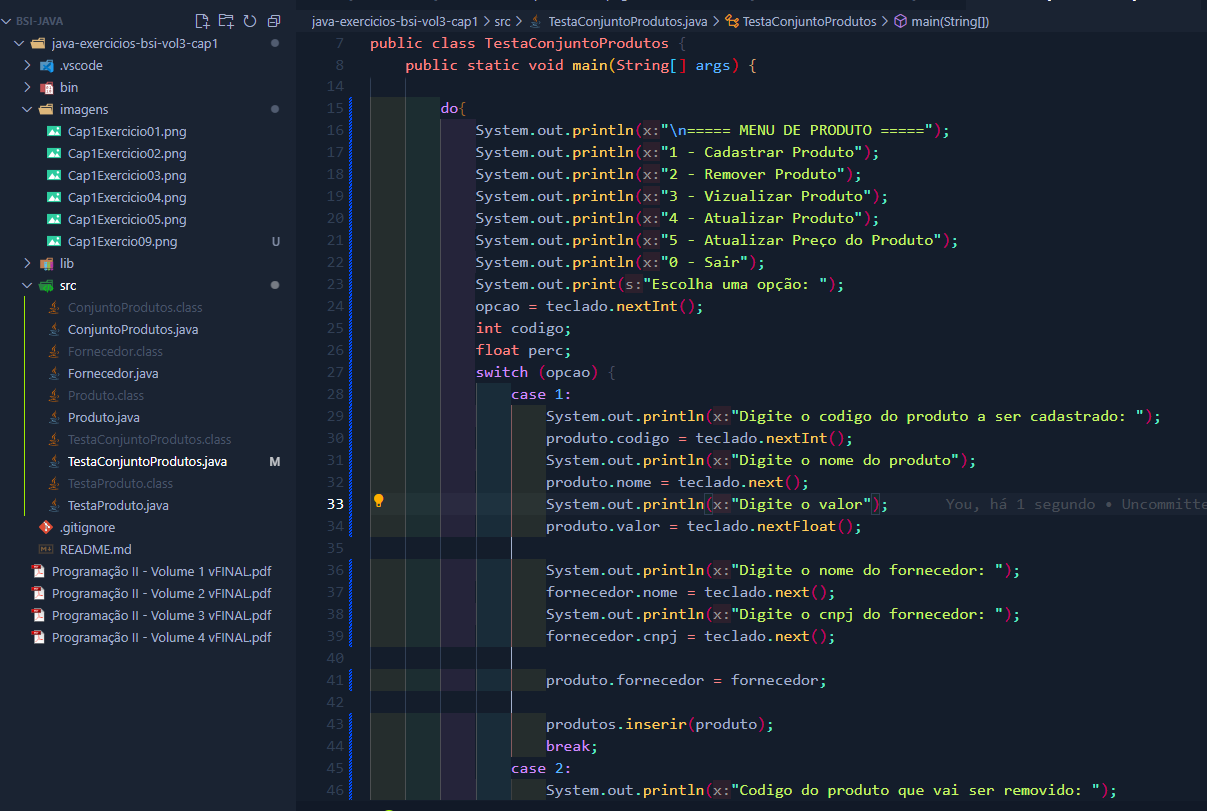 BSI-JAVA
java-exercicios-bsi-vol3-cap1
.vscode
bin
imagens
Cap1Exercicio01.png
Cap1Exercicio02.png
Cap1Exercicio03.png
Cap1Exercicio04.png
Cap1Exercicio05.png
Cap1Exercio09.png U
lib
src
ConjuntoProdutos.class
ConjuntoProdutos.java
Fornecedor.class
Fornecedor.java
Produto.class
Produto.java
TestaConjuntoProdutos.class
TestaConjuntoProdutos.java M
TestaProduto.class
TestaProduto.java
.gitignore
README.md
Programação II - Volume 1 vFINAL.pdf
Programação II - Volume 2 vFINAL.pdf
Programação II - Volume 3 vFINAL.pdf
Programação II - Volume 4 vFINAL.pdf
java-exercicios-bsi-vol3-cap1 > src > TestaConjuntoProdutos.java > TestaConjuntoProdutos > main(String[])
7 public class TestaConjuntoProdutos {
8 public static void main(String[] args) {
14
15 do{
16 System.out.println(x:"\n===== MENU DE PRODUTO =====");
17 System.out.println(x:"1 - Cadastrar Produto");
18 System.out.println(x:"2 - Remover Produto");
19 System.out.println(x:"3 - Vizualizar Produto");
20 System.out.println(x:"4 - Atualizar Produto");
21 System.out.println(x:"5 - Atualizar Preço do Produto");
22 System.out.println(x:"0 - Sair");
23 System.out.print(s:"Escolha uma opção: ");
24 opcao = teclado.nextInt();
25 int codigo;
26 float perc;
27 switch (opcao) {
28 case 1:
29 System.out.println(x:"Digite o codigo do produto a ser cadastrado: ");
30 produto.codigo = teclado.nextInt();
31 System.out.println(x:"Digite o nome do produto");
32 produto.nome = teclado.next();
33 System.out.println(x:"Digite o valor"); You, há 1 segundo • Uncommitte
34 produto.valor = teclado.nextFloat();
35
36 System.out.println(x:"Digite o nome do fornecedor: ");
37 fornecedor.nome = teclado.next();
38 System.out.println(x:"Digite o cnpj do fornecedor: ");
39 fornecedor.cnpj = teclado.next();
40
41 produto.fornecedor = fornecedor;
42
43 produtos.inserir(produto);
44 break;
45 case 2:
46 System.out.println(x:"Codigo do produto que vai ser removido: ");